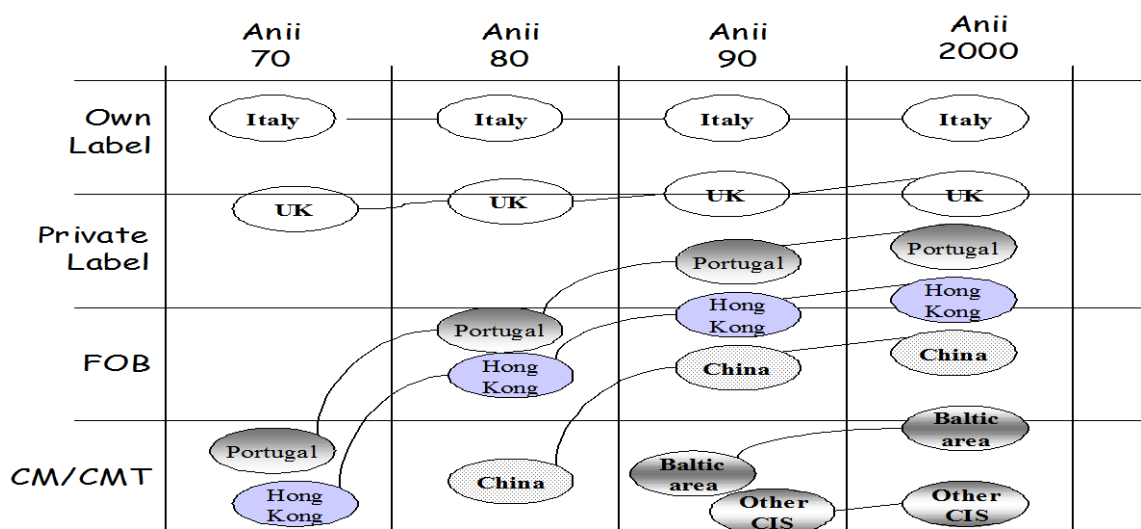 Anii
70
Anii
80
Anii
90
Anii
2000
Own
Label
Italy
Italy
Italy
Italy
UK
UK
UK
UK
Private
Label
Portugal
Portugal
Hong
Kong
Hong
Kong
FOB
Portugal
Hong
Kong
China
China
CM/CMT
Portugal
Hong
Kong
China
Baltic
area
Baltic
area
Other
CIS
Other
CIS